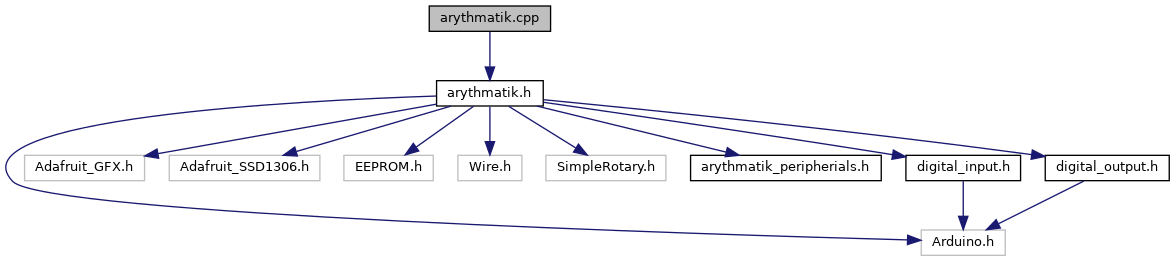 arythmatik.cpp
arythmatik.h
Adafruit_GFX.h
Adafruit_SSD1306.h
EEPROM.h
Wire.h
SimpleRotary.h
arythmatik_peripherials.h
digital_input.h
digital_output.h
Arduino.h